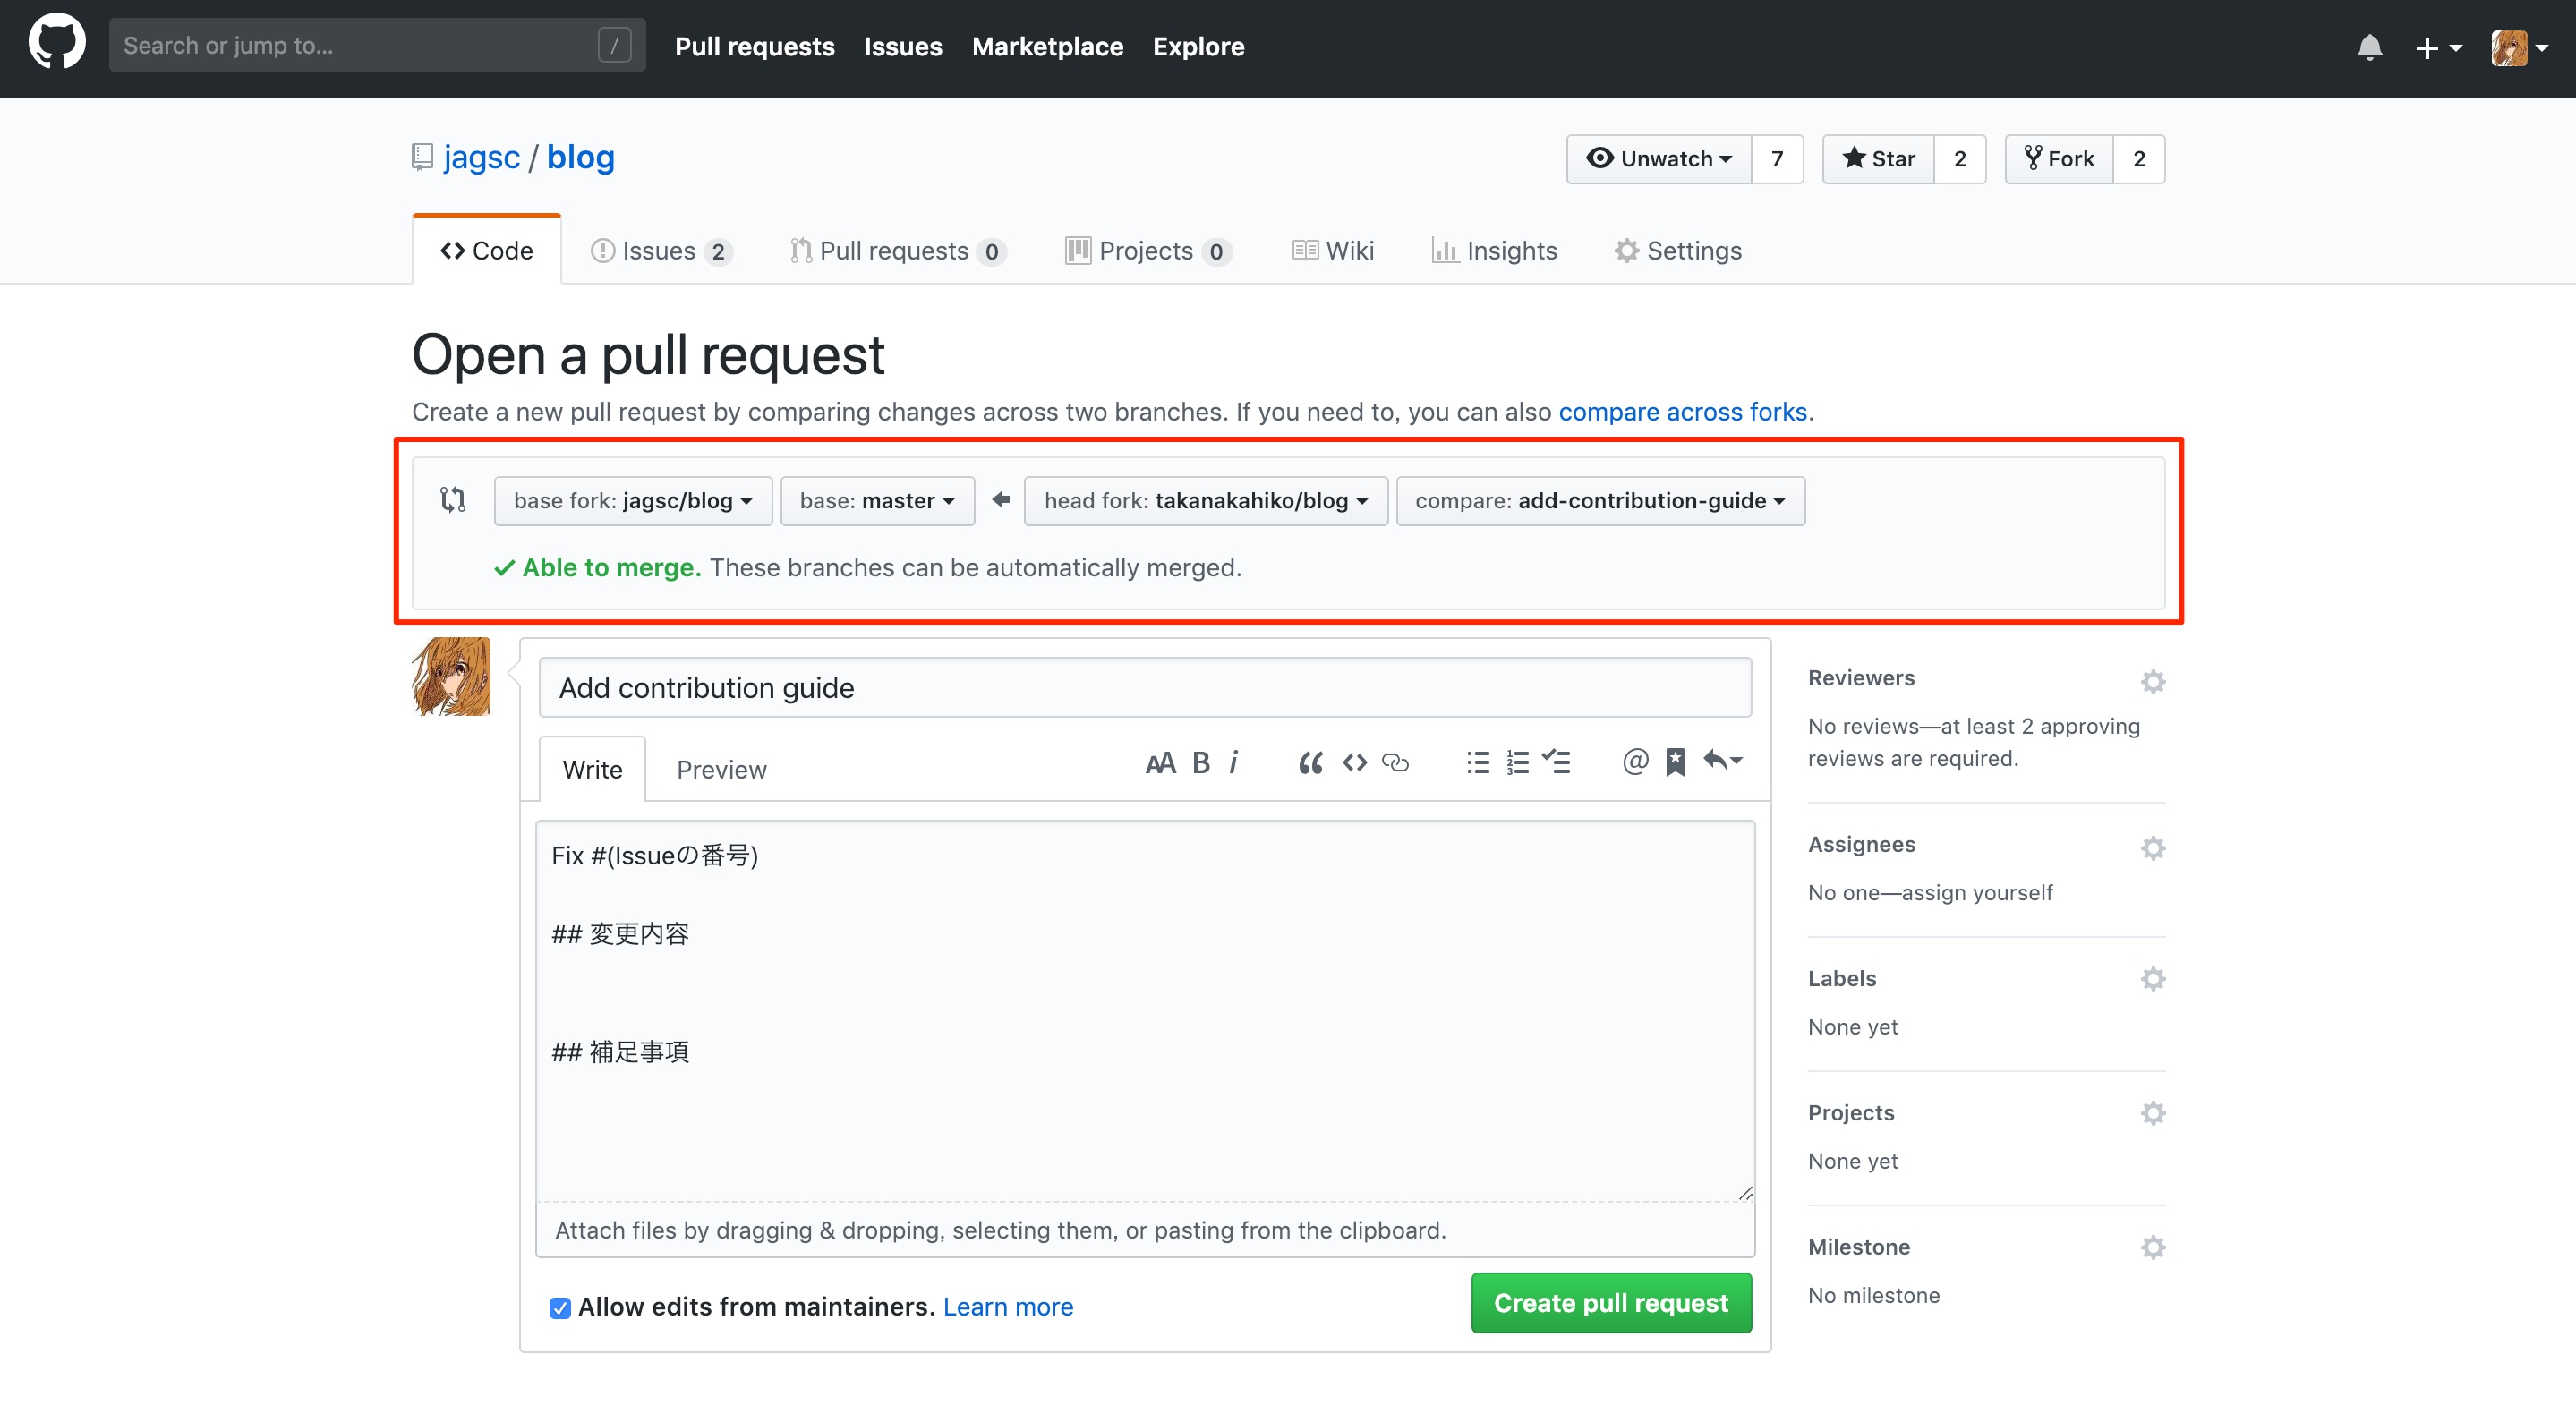 Search or jump to... /
Pull requests Issues Marketplace Explore
jagsc / blog
Unwatch 7 Star 2 Fork 2
Code Issues 2 Pull requests 0 Projects 0 Wiki Insights Settings
Open a pull request
Create a new pull request by comparing changes across two branches. If you need to, you can also compare across forks.
base fork: jagsc/blog base: master head fork: takanakahiko/blog compare: add-contribution-guide
Able to merge. These branches can be automatically merged.
Add contribution guide
Write Preview
Fix #(Issueの番号)
## 変更内容
## 補足事項
Attach files by dragging & dropping, selecting them, or pasting from the clipboard.
Allow edits from maintainers. Learn more
Create pull request
Reviewers
No reviews—at least 2 approving
reviews are required.
Assignees
No one—assign yourself
Labels
None yet
Projects
None yet
Milestone
No milestone